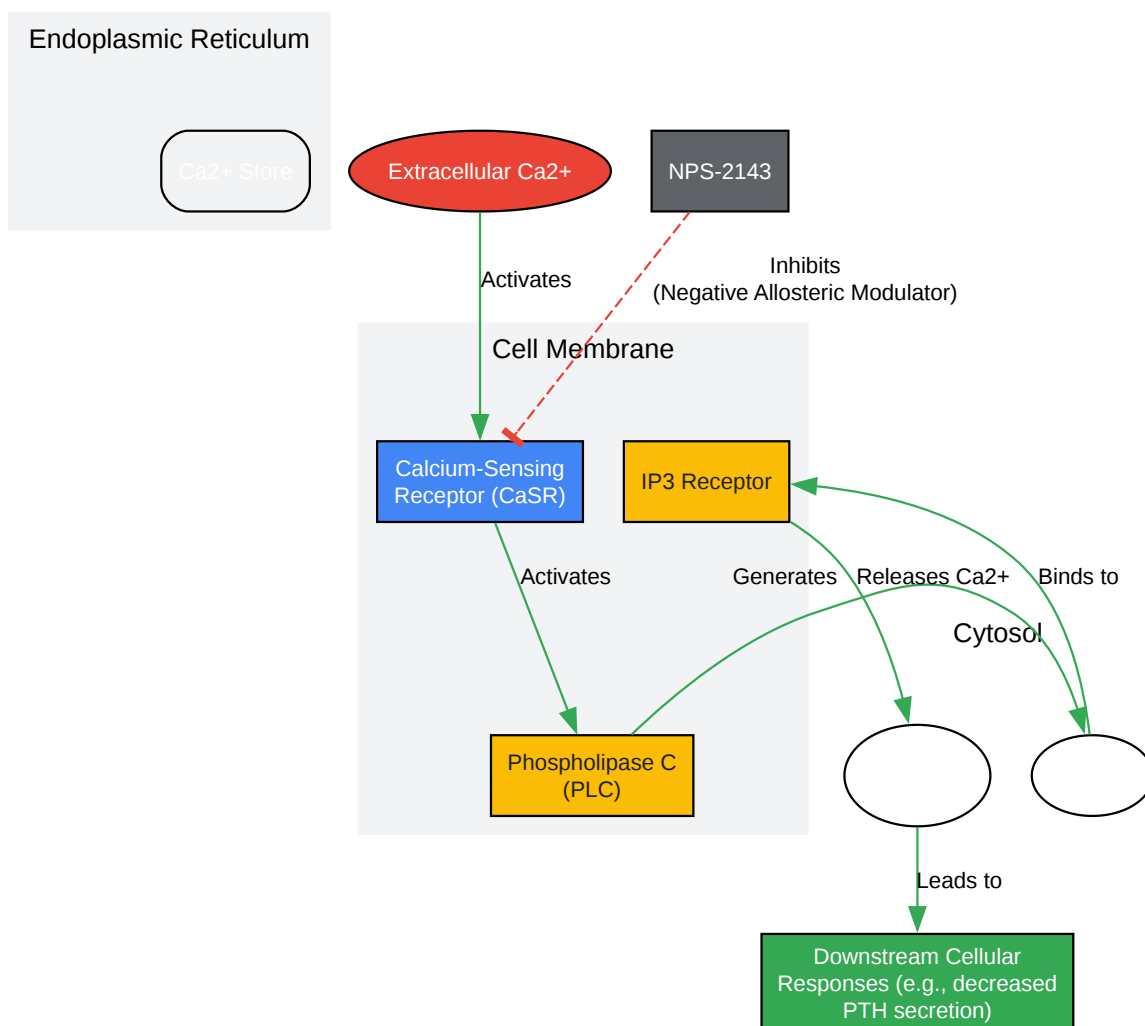 Endoplasmic Reticulum
Ca2+ Store
Extracellular Ca2+
NPS-2143
Activates
Inhibits
(Negative Allosteric Modulator)
Cell Membrane
Calcium-Sensing
Receptor (CaSR)
IP3 Receptor
Activates
Generates
Releases Ca2+
Binds to
Cytosol
Phospholipase C
(PLC)
Leads to
Downstream Cellular
Responses (e.g., decreased
PTH secretion)